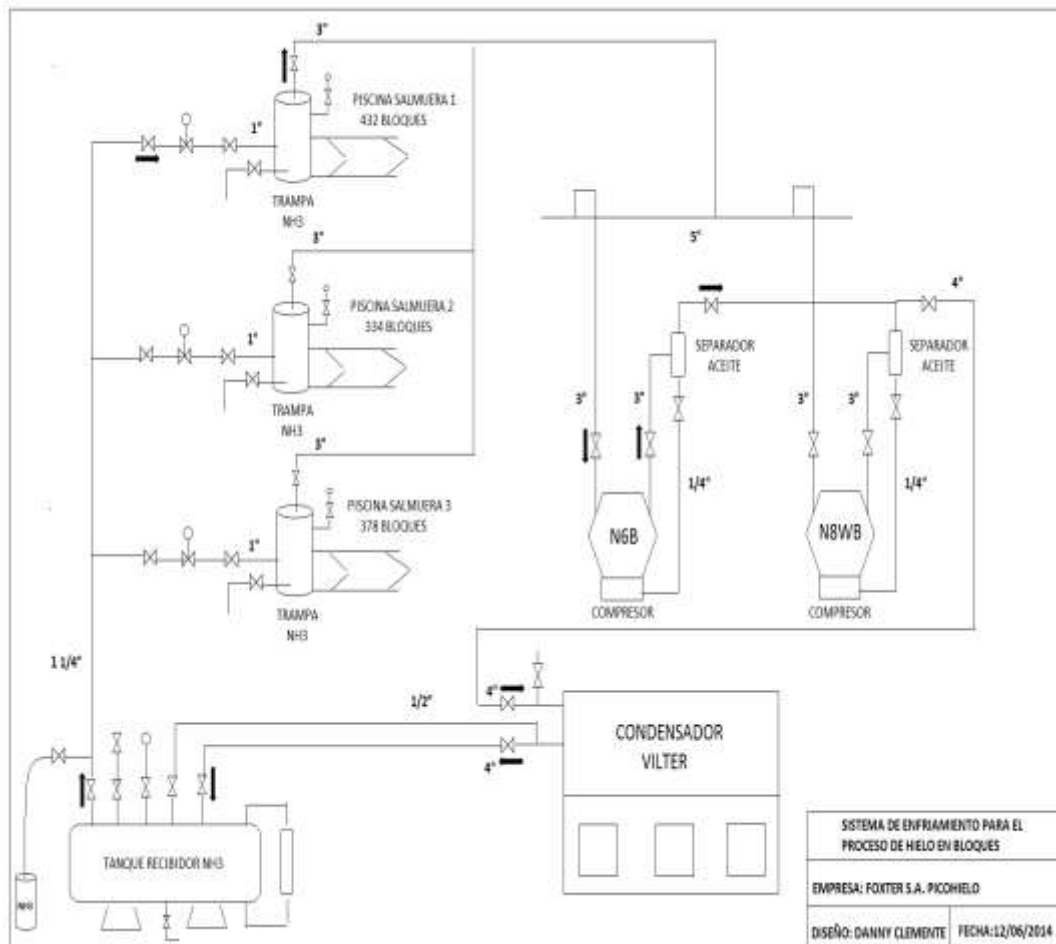 3"
PISCINA SALMUERA 1
432 BLOQUES
1"
TRAMPA
NH3
3"
5"
4"
PISCINA SALMUERA 2
334 BLOQUES
1"
SEPARADOR
ACEITE
SEPARADOR
ACEITE
TRAMPA
NH3
3"
3"
3"
3"
3"
1/4"
1/4"
PISCINA SALMUERA 3
378 BLOQUES
1"
N6B
N8WB
TRAMPA
NH3
COMPRESOR
COMPRESOR
1 1/4"
1/2"
4"
CONDENSADOR
VILTER
4"
TANQUE RECIBIDOR NH3
NH3
SISTEMA DE ENFRIAMIENTO PARA EL
PROCESO DE HIELO EN BLOQUES
EMPRESA: FOXTER S.A. PICOHIELO
DISEÑO: DANNY CLEMENTE
FECHA:12/06/2014